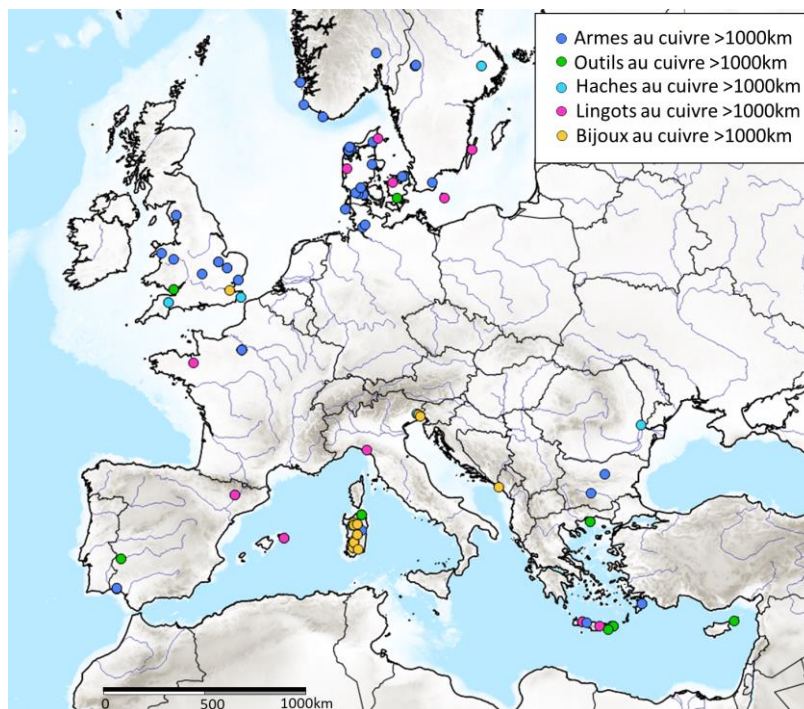 Armes au cuivre >1000km
Outils au cuivre >1000km
Haches au cuivre >1000km
Lingots au cuivre >1000km
Bijoux au cuivre >1000km
0 500 1000km